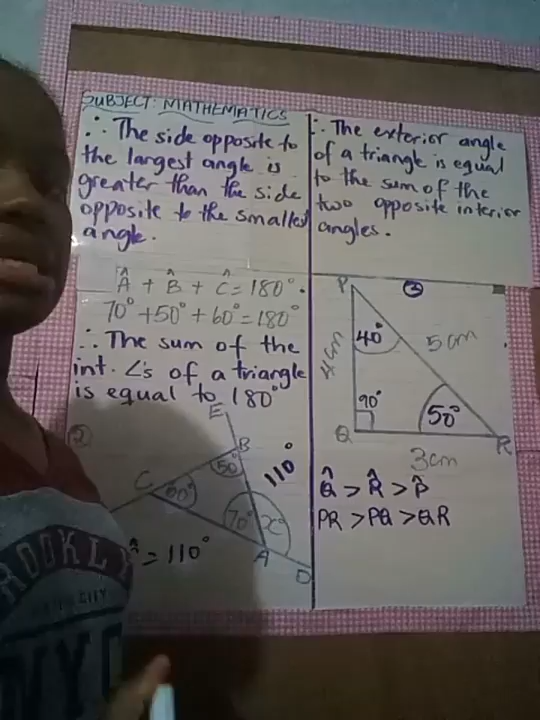 SUBJECT: MATHEMATICS
∴ The side opposite to
the largest angle is
greater than the side
opposite to the smallest
angle.
Â + B̂ + Ĉ = 180°.
70° + 50° + 60° = 180°
∴ The sum of the
int. ∠'s of a triangle
is equal to 180°
②
E
B
50°
110°
C
60°
70°
x°
A
D
= 110°
∴ The exterior angle
of a triangle is equal
to the sum of the
two opposite interior
angles.
P
③
40°
4cm
5cm
90°
50°
Q
R
3cm
Q̂ > R̂ > P̂
PR > PQ > QR
ROOKLY
CITY
NYC